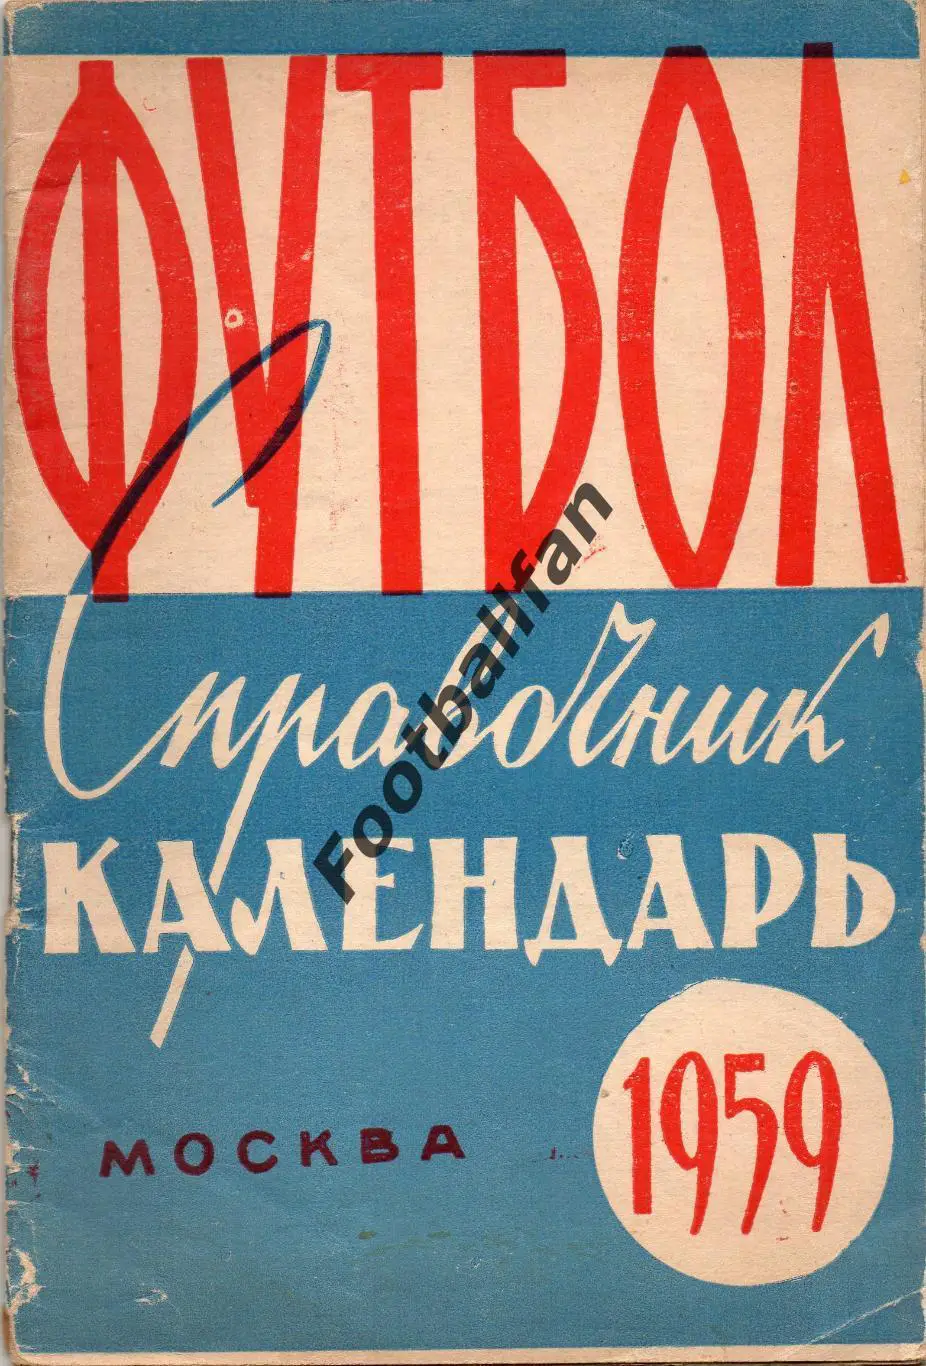 ФУТБОЛ
Справочник
КАЛЕНДАРЬ
1959
МОСКВА
Footballfan